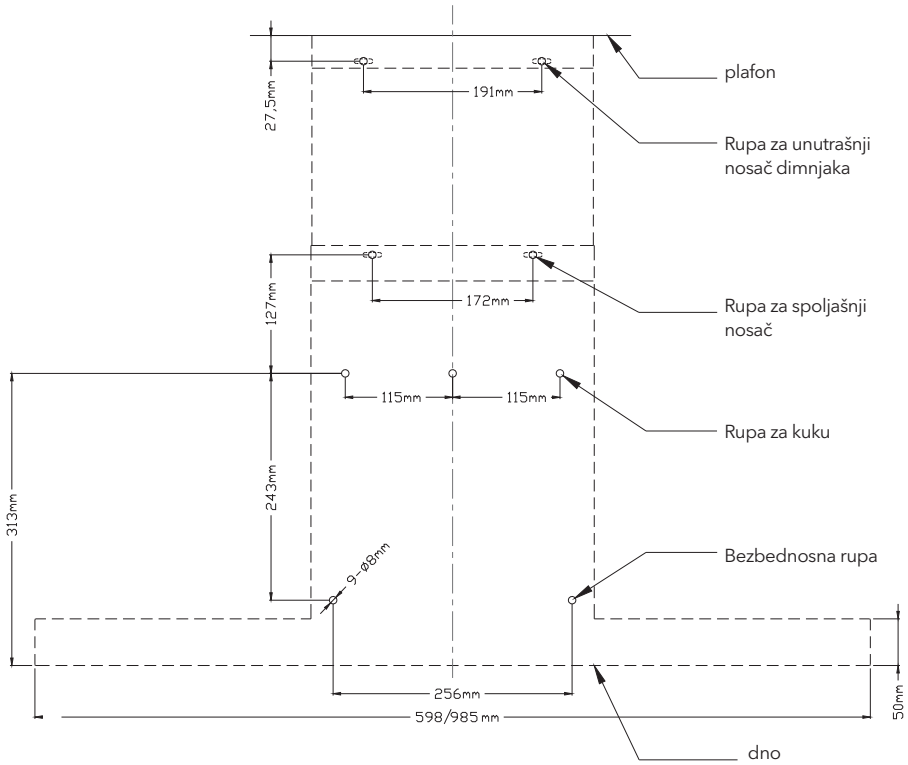 plafon
27,5mm
191mm
Rupa za unutrašnji
nosač dimnjaka
127mm
172mm
Rupa za spoljašnji
nosač
115mm
115mm
Rupa za kuku
313mm
243mm
9-ø8mm
Bezbednosna rupa
256mm
598/985mm
50mm
dno